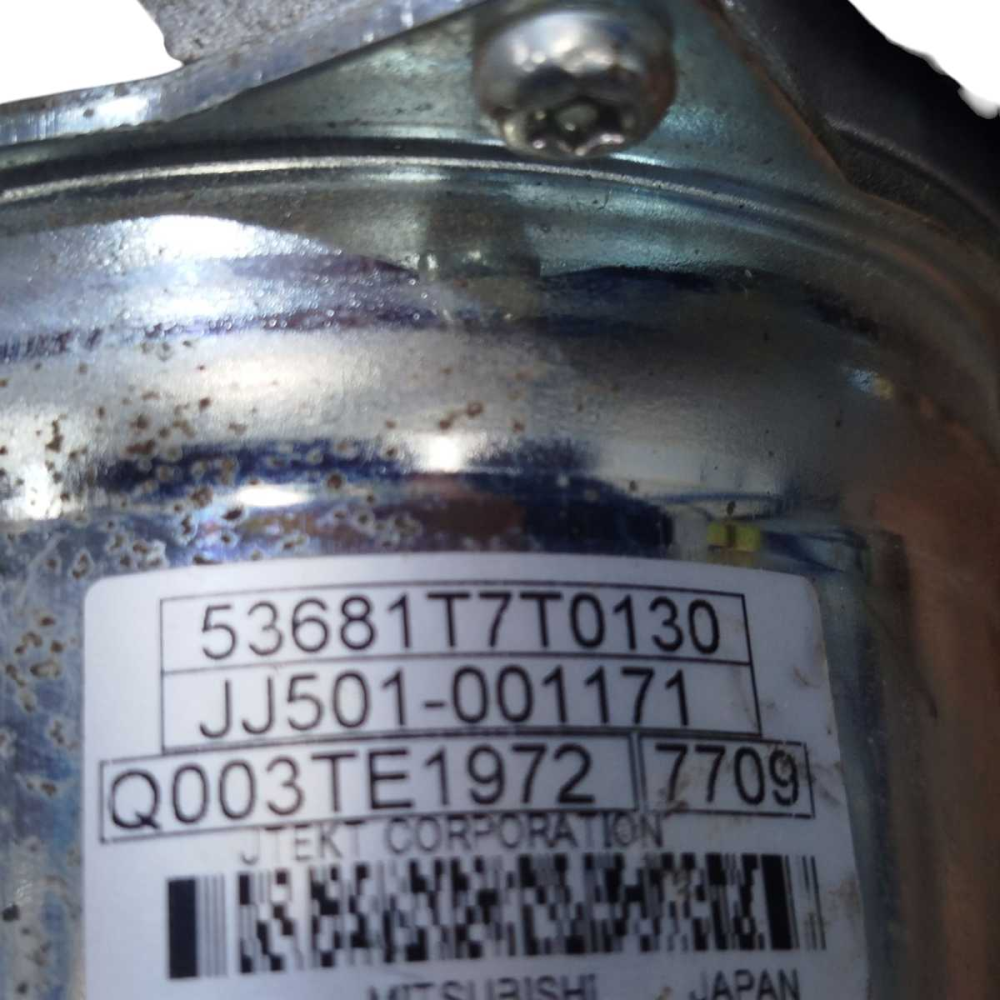 53681T7T0130
JJ501-001171
Q003TE1972 7709
JTEKT CORPORATION
MITSUBISHI JAPAN